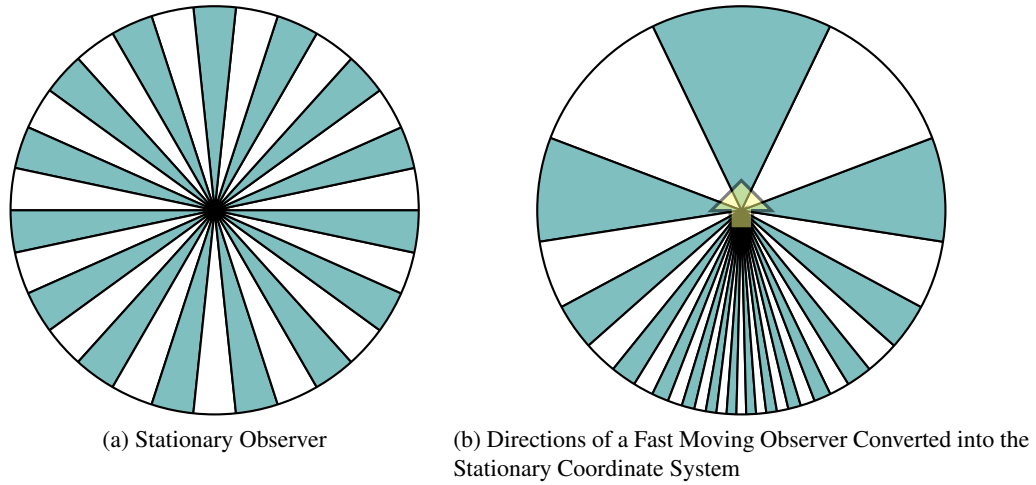 (a) Stationary Observer
(b) Directions of a Fast Moving Observer Converted into the
Stationary Coordinate System